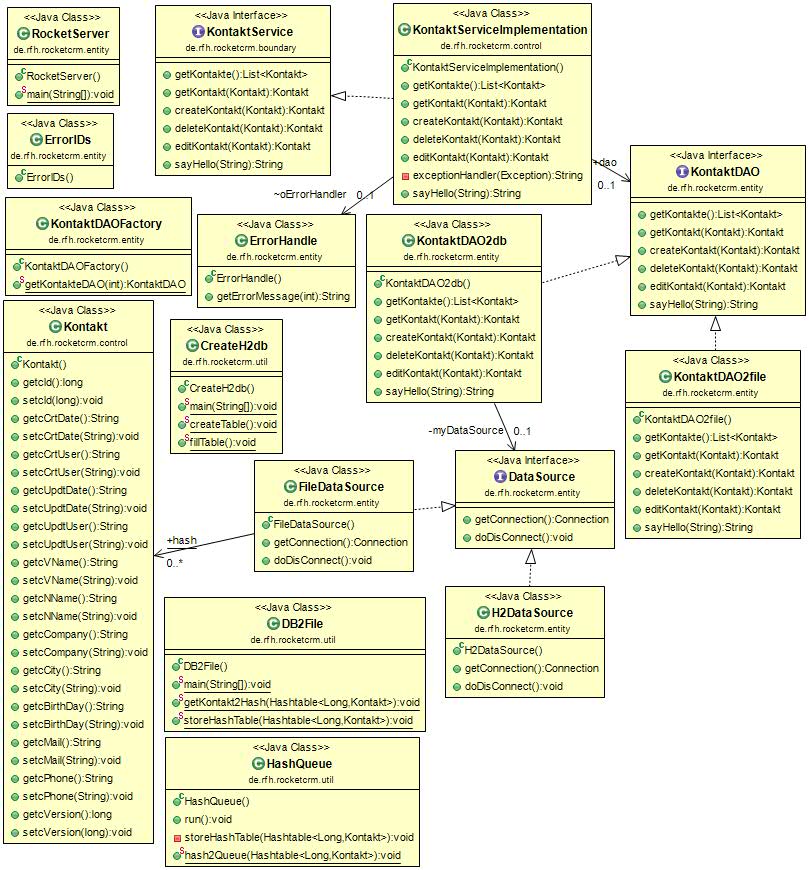 <<Java Class>>
RocketServer
de.rfh.rocketcrm.entity
RocketServer()
main(String[]):void
<<Java Class>>
ErrorIDs
de.rfh.rocketcrm.entity
ErrorIDs()
<<Java Interface>>
KontaktService
de.rfh.rocketcrm.boundary
getKontakte():List<Kontakt>
getKontakt(Kontakt):Kontakt
createKontakt(Kontakt):Kontakt
deleteKontakt(Kontakt):Kontakt
editKontakt(Kontakt):Kontakt
sayHello(String):String
<<Java Class>>
KontaktServiceImplementation
de.rfh.rocketcrm.control
KontaktServiceImplementation()
getKontakte():List<Kontakt>
getKontakt(Kontakt):Kontakt
createKontakt(Kontakt):Kontakt
deleteKontakt(Kontakt):Kontakt
editKontakt(Kontakt):Kontakt
exceptionHandler(Exception):String
sayHello(String):String
+dao
0..1
~oErrorHandler
0..1
<<Java Interface>>
KontaktDAO
de.rfh.rocketcrm.entity
getKontakte():List<Kontakt>
getKontakt(Kontakt):Kontakt
createKontakt(Kontakt):Kontakt
deleteKontakt(Kontakt):Kontakt
editKontakt(Kontakt):Kontakt
sayHello(String):String
<<Java Class>>
KontaktDAOFactory
de.rfh.rocketcrm.entity
KontaktDAOFactory()
getKontakteDAO(int):KontaktDAO
<<Java Class>>
ErrorHandle
de.rfh.rocketcrm.entity
ErrorHandle()
getErrorMessage(int):String
<<Java Class>>
KontaktDAO2db
de.rfh.rocketcrm.entity
KontaktDAO2db()
getKontakte():List<Kontakt>
getKontakt(Kontakt):Kontakt
createKontakt(Kontakt):Kontakt
deleteKontakt(Kontakt):Kontakt
editKontakt(Kontakt):Kontakt
sayHello(String):String
-myDataSource
0..1
<<Java Class>>
Kontakt
de.rfh.rocketcrm.control
Kontakt()
getcId():long
setcId(long):void
getcCrtDate():String
setcCrtDate(String):void
getcCrtUser():String
setcCrtUser(String):void
getcUpdtDate():String
setcUpdtDate(String):void
getcUpdtUser():String
setcUpdtUser(String):void
getcVName():String
setcVName(String):void
getcNName():String
setcNName(String):void
getcCompany():String
setcCompany(String):void
getcCity():String
setcCity(String):void
getcBirthDay():String
setcBirthDay(String):void
getcMail():String
setcMail(String):void
getcPhone():String
setcPhone(String):void
getcVersion():long
setcVersion(long):void
<<Java Class>>
CreateH2db
de.rfh.rocketcrm.util
CreateH2db()
main(String[]):void
createTable():void
fillTable():void
<<Java Class>>
KontaktDAO2file
de.rfh.rocketcrm.entity
KontaktDAO2file()
getKontakte():List<Kontakt>
getKontakt(Kontakt):Kontakt
createKontakt(Kontakt):Kontakt
deleteKontakt(Kontakt):Kontakt
editKontakt(Kontakt):Kontakt
sayHello(String):String
<<Java Class>>
FileDataSource
de.rfh.rocketcrm.entity
FileDataSource()
getConnection():Connection
doDisConnect():void
+hash
0..*
<<Java Interface>>
DataSource
de.rfh.rocketcrm.entity
getConnection():Connection
doDisConnect():void
<<Java Class>>
H2DataSource
de.rfh.rocketcrm.entity
H2DataSource()
getConnection():Connection
doDisConnect():void
<<Java Class>>
DB2File
de.rfh.rocketcrm.util
DB2File()
main(String[]):void
getKontakt2Hash(Hashtable<Long,Kontakt>):void
storeHashTable(Hashtable<Long,Kontakt>):void
<<Java Class>>
HashQueue
de.rfh.rocketcrm.util
HashQueue()
run():void
storeHashTable(Hashtable<Long,Kontakt>):void
hash2Queue(Hashtable<Long,Kontakt>):void